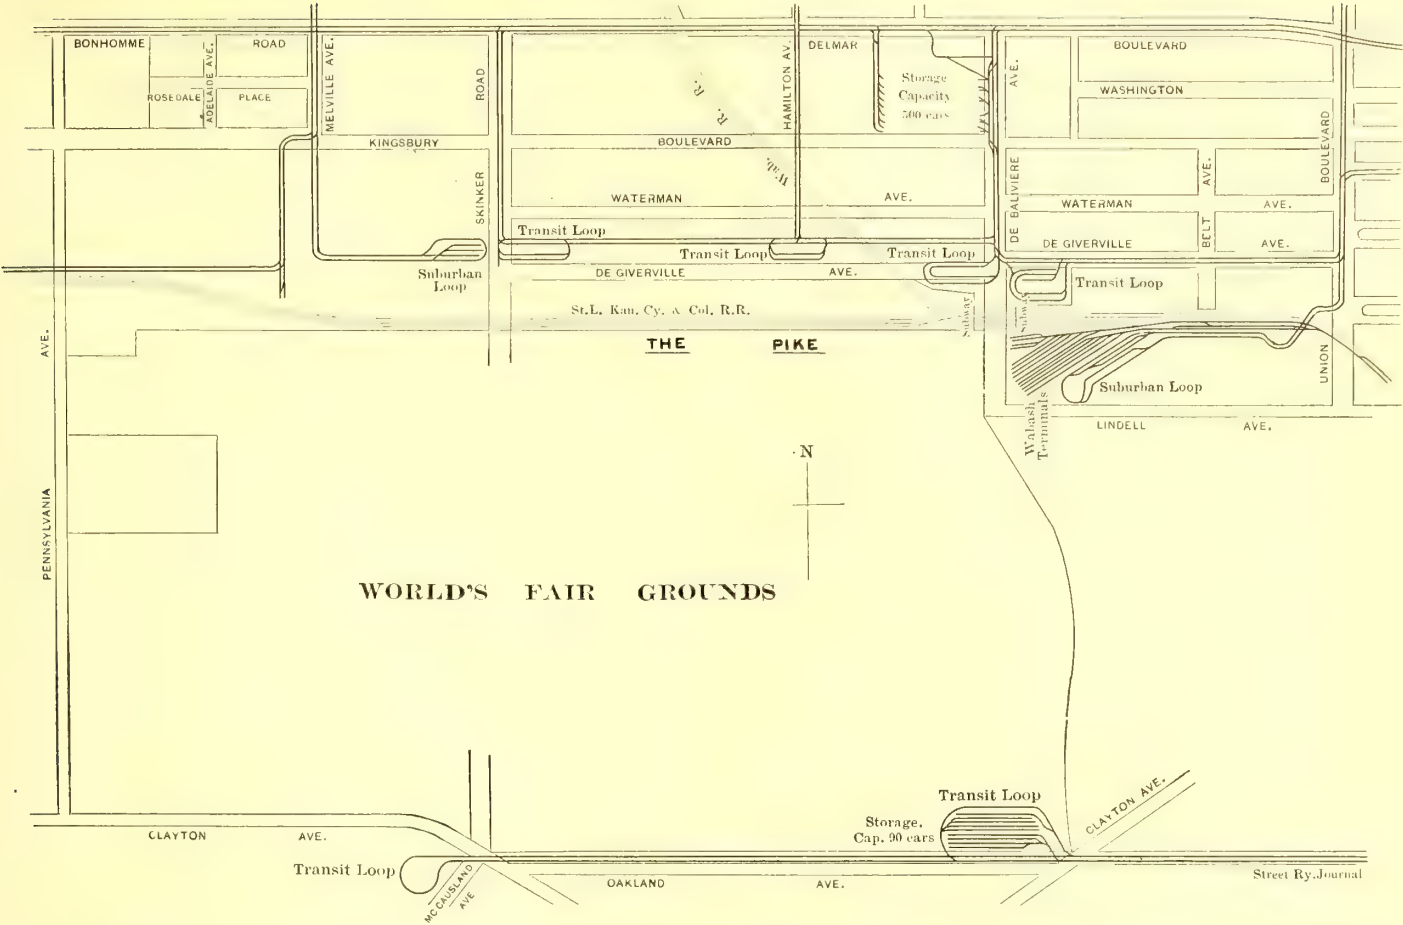 BONHOMME ROAD
DELMAR BOULEVARD
ADELAIDE AVE.
MELVILLE AVE.
ROAD
HAMILTON AV.
AVE.
R. R.
Storage
Capacity
500 cars
WASHINGTON
ROSEDALE PLACE
KINGSBURY BOULEVARD
BOULEVARD
Wab.
SKINKER
WATERMAN AVE.
DE BALIVIERE
WATERMAN AVE.
BELT AVE.
Transit Loop
Transit Loop
Transit Loop
DE GIVERVILLE AVE.
Suburban
Loop
DE GIVERVILLE AVE.
Transit Loop
St.L. Kan. Cy. & Col. R.R.
Subway
Subway
THE PIKE
AVE.
UNION
Suburban Loop
Wabash
Terminals
LINDELL AVE.
N
PENNSYLVANIA
WORLD'S FAIR GROUNDS
Transit Loop
CLAYTON AVE.
Storage.
Cap. 90 cars
CLAYTON AVE.
Transit Loop
McCAUSLAND
AVE
OAKLAND AVE.
Street Ry. Journal